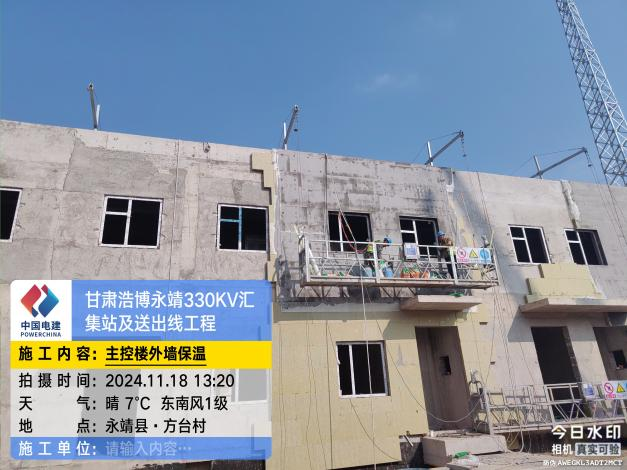 中国电建
POWERCHINA
甘肃浩博永靖330KV汇
集站及送出线工程
施工内容：主控楼外墙保温
拍摄时间：2024.11.18 13:20
天气：晴 7℃ 东南风1级
地点：永靖县·方台村
施工单位：请输入内容…
今日水印
相机 真实可验
防伪 AWEGKL3ADT2MCT